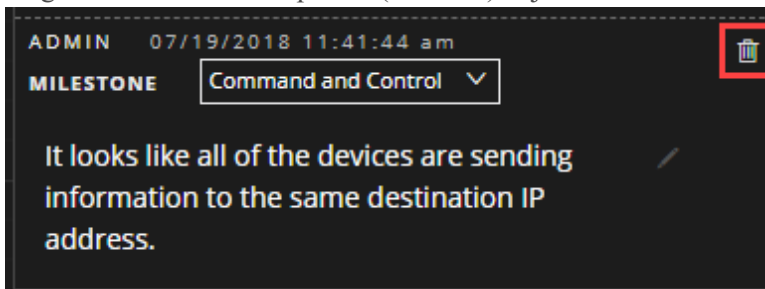 ADMIN 07/19/2018 11:41:44 am
MILESTONE Command and Control
It looks like all of the devices are sending
information to the same destination IP
address.